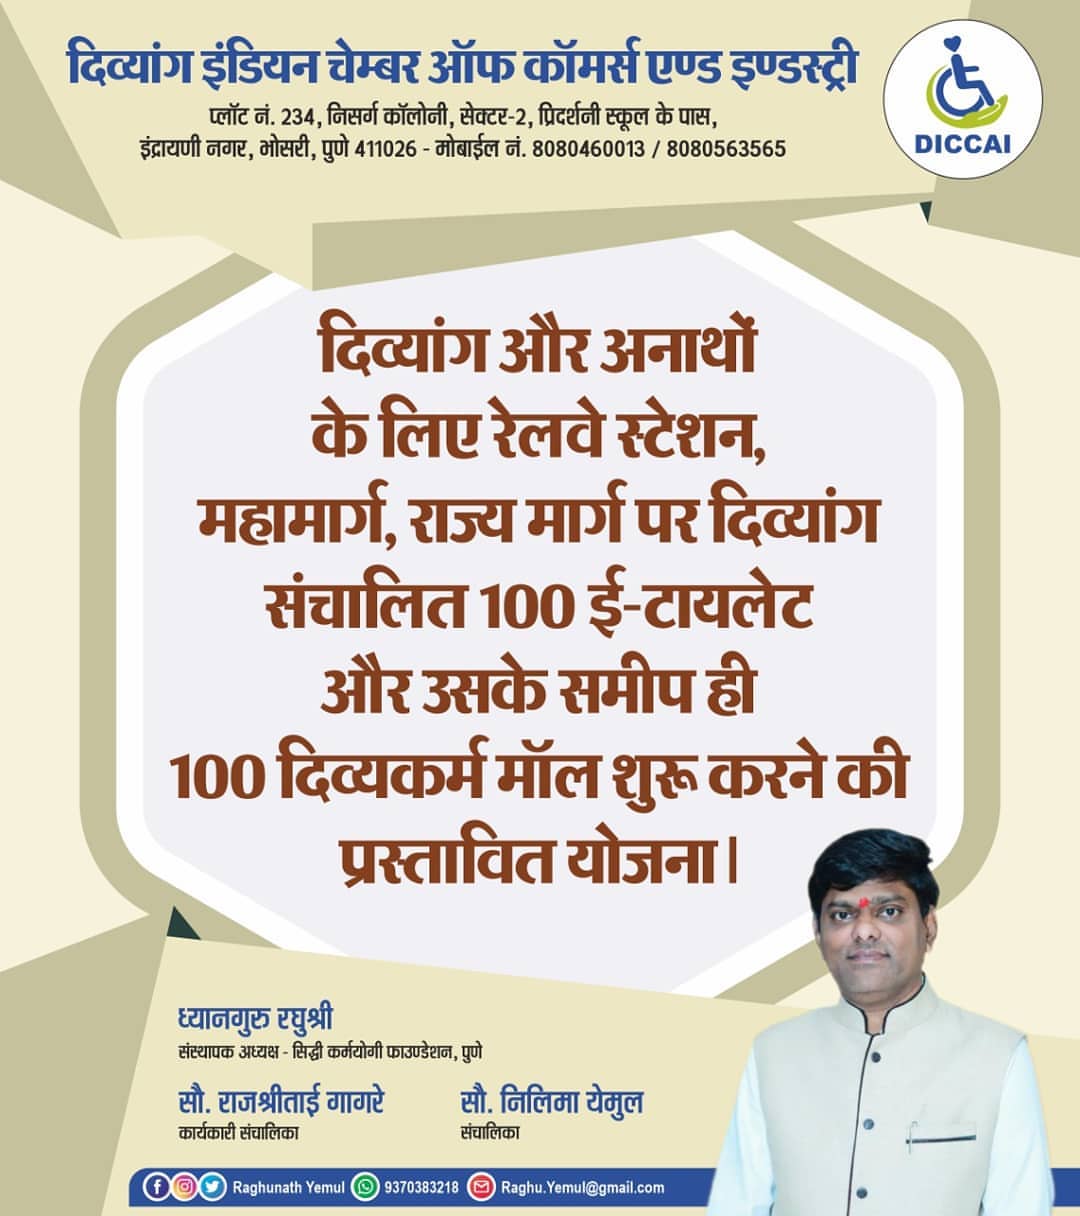 दिव्यांग इंडियन चेम्बर ऑफ कॉमर्स एण्ड इण्डस्ट्री
प्लॉट नं. 234, निसर्ग कॉलोनी, सेक्टर-2, प्रिदर्शनी स्कूल के पास,
इंद्रायणी नगर, भोसरी, पुणे 411026 - मोबाईल नं. 8080460013 / 8080563565
DICCAI
दिव्यांग और अनाथों
के लिए रेलवे स्टेशन,
महामार्ग, राज्य मार्ग पर दिव्यांग
संचालित 100 ई-टायलेट
और उसके समीप ही
100 दिव्यकर्म मॉल शुरू करने की
प्रस्तावित योजना।
ध्यानगुरु रघुश्री
संस्थापक अध्यक्ष - सिद्धी कर्मयोगी फाउण्डेशन, पुणे
सौ. राजश्रीताई गागरे
कार्यकारी संचालिका
सौ. निलिमा येमुल
संचालिका
Raghunath Yemul 9370383218 Raghu.Yemul@gmail.com